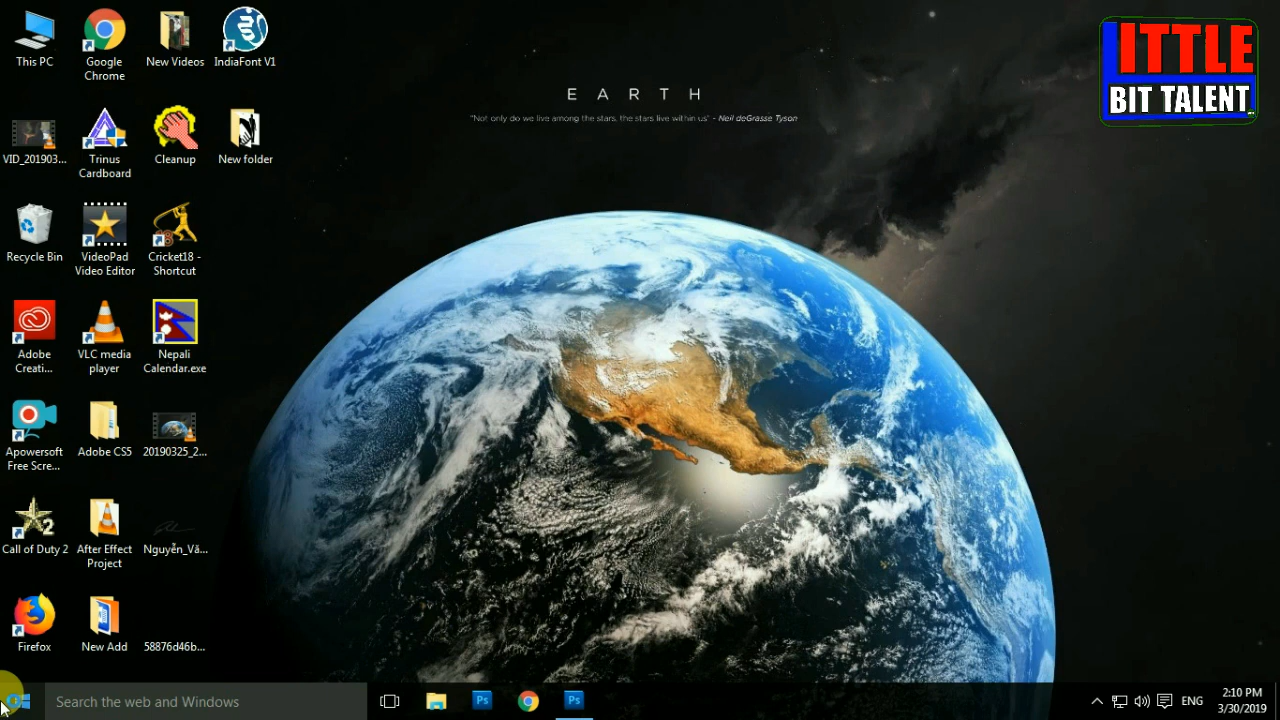 This PC
Google
Chrome
New Videos
IndiaFont V1
EARTH
"Not only do we live among the stars, the stars live within us" - Neil deGrasse Tyson
LITTLE
BIT TALENT
VID_201903...
Trinus
Cardboard
Cleanup
New folder
Recycle Bin
VideoPad
Video Editor
Cricket18 -
Shortcut
Adobe
Creati...
VLC media
player
Nepali
Calendar.exe
Apowersoft
Free Scre...
Adobe CS5
20190325_2...
Call of Duty 2
After Effect
Project
Nguyễn_Vă...
Firefox
New Add
58876d46b...
Search the web and Windows
Ps
Ps
ENG
2:10 PM
3/30/2019